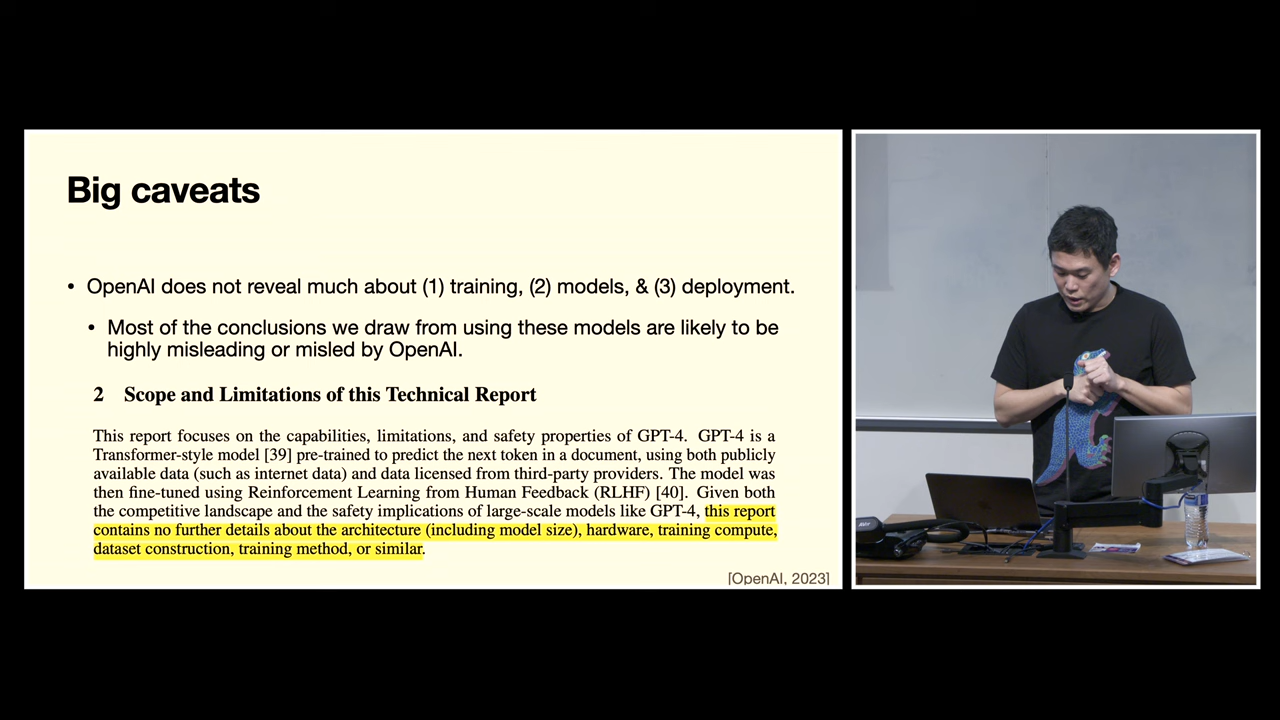 Big caveats
• OpenAI does not reveal much about (1) training, (2) models, & (3) deployment.
• Most of the conclusions we draw from using these models are likely to be
highly misleading or misled by OpenAI.
2 Scope and Limitations of this Technical Report
This report focuses on the capabilities, limitations, and safety properties of GPT-4. GPT-4 is a
Transformer-style model [39] pre-trained to predict the next token in a document, using both publicly
available data (such as internet data) and data licensed from third-party providers. The model was
then fine-tuned using Reinforcement Learning from Human Feedback (RLHF) [40]. Given both
the competitive landscape and the safety implications of large-scale models like GPT-4, this report
contains no further details about the architecture (including model size), hardware, training compute,
dataset construction, training method, or similar.
[OpenAI, 2023]